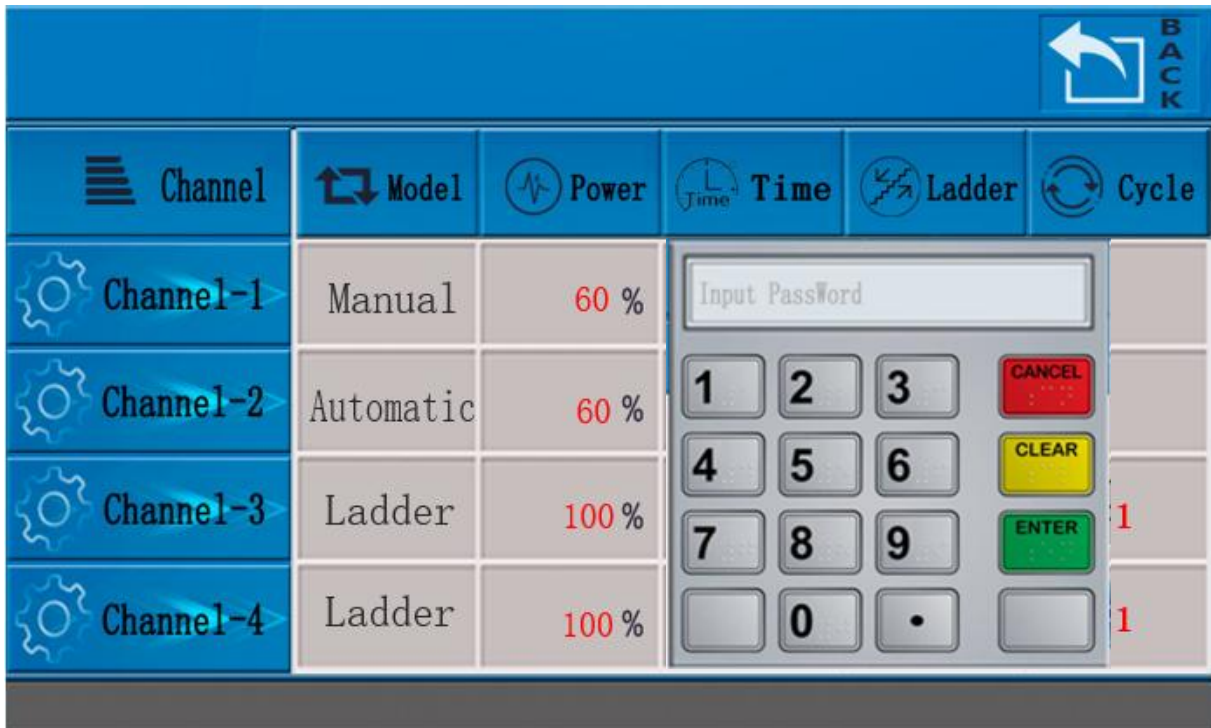 BACK
Channel Model Power Time Time Ladder Cycle
Channel-1 Manual 60 % Input PassWord
1 2 3 CANCEL
Channel-2 Automatic 60 %
4 5 6 CLEAR
Channel-3 Ladder 100 % 1
7 8 9 ENTER
Channel-4 Ladder 100 % 1
0 .